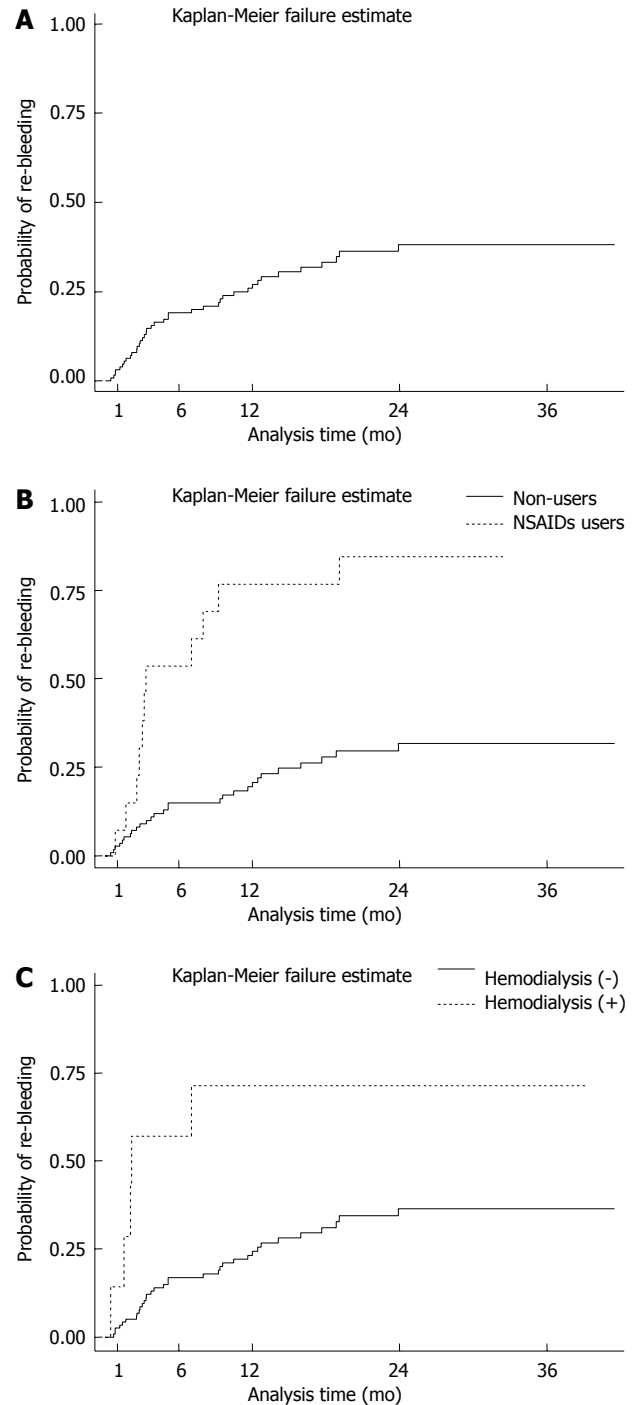 A
Kaplan-Meier failure estimate
1.00
0.75
0.50
0.25
0.00
Probability of re-bleeding
1 6 12 24 36
Analysis time (mo)
B
Kaplan-Meier failure estimate
Non-users
NSAIDs users
1.00
0.75
0.50
0.25
0.00
Probability of re-bleeding
1 6 12 24 36
Analysis time (mo)
C
Kaplan-Meier failure estimate
Hemodialysis (-)
Hemodialysis (+)
1.00
0.75
0.50
0.25
0.00
Probability of re-bleeding
1 6 12 24 36
Analysis time (mo)